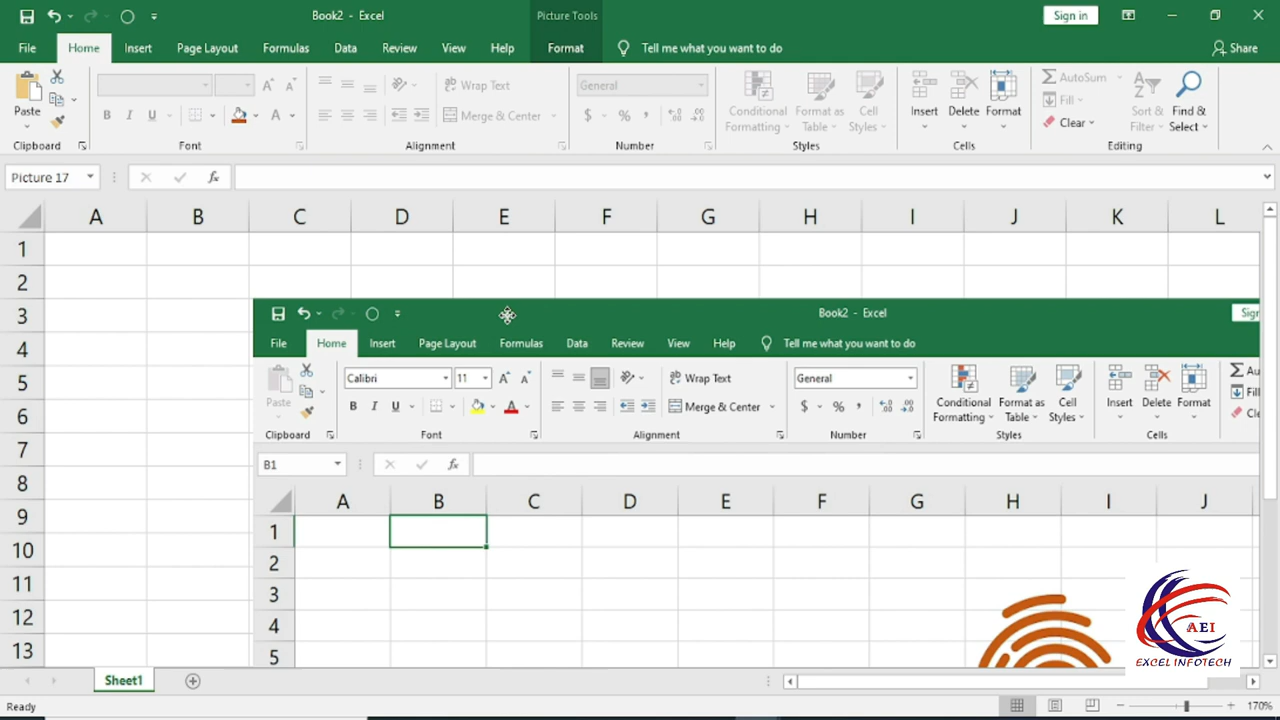 Book2 - Excel
Picture Tools
Sign in
File Home Insert Page Layout Formulas Data Review View Help Format Tell me what you want to do Share
Paste
B I U A
A A
Wrap Text
Merge & Center
General
$ % ,
Conditional Formatting
Format as Table
Cell Styles
Insert Delete Format
AutoSum
Fill
Clear
Sort & Filter
Find & Select
Clipboard Font Alignment Number Styles Cells Editing
Picture 17 fx
A B C D E F G H I J K L
1
2
3
4
5
6
7
8
9
10
11
12
13
Book2 - Excel
File Home Insert Page Layout Formulas Data Review View Help Tell me what you want to do
Paste
Calibri 11 A A
B I U A
Wrap Text
Merge & Center
General
$ % ,
Conditional Formatting
Format as Table
Cell Styles
Insert Delete Format
Clipboard Font Alignment Number Styles Cells
B1 fx
A B C D E F G H I J
1
2
3
4
5
AEI
EXCEL INFOTECH
Sheet1
Ready
170%